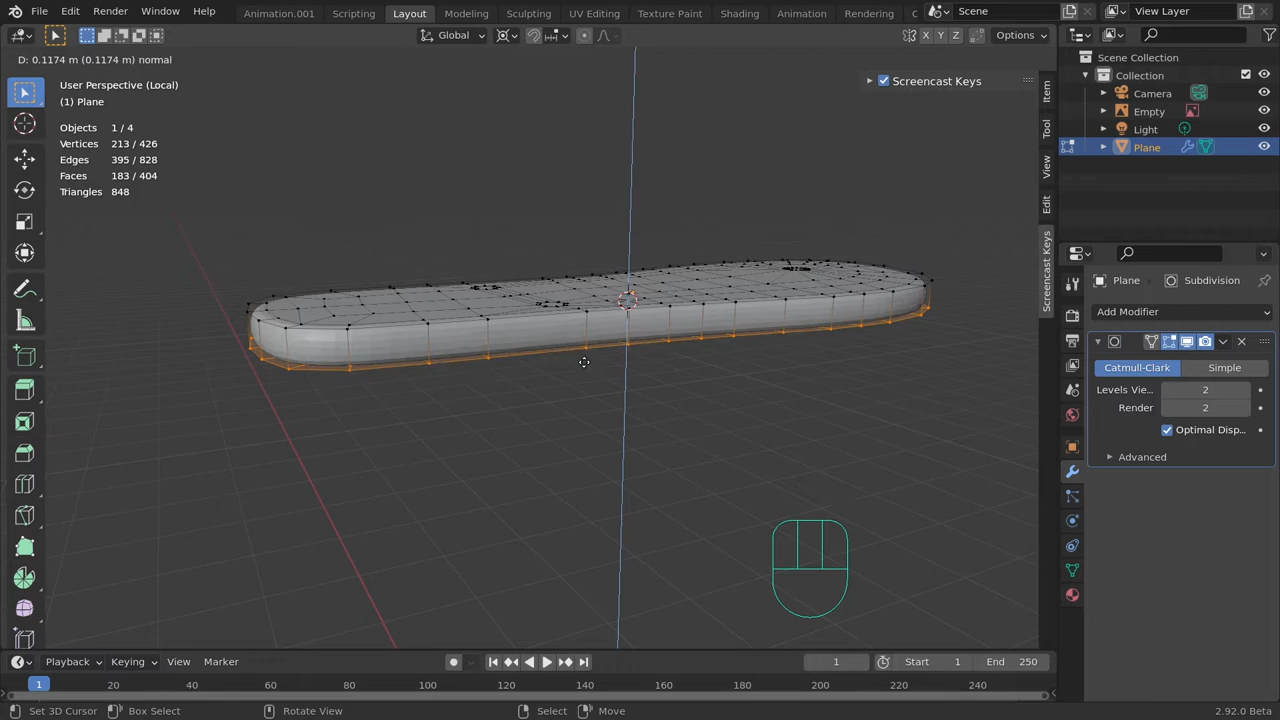 File Edit Render Window Help
Animation.001 Scripting Layout Modeling Sculpting UV Editing Texture Paint Shading Animation Rendering
Scene
View Layer
Global
X Y Z
Options
D: 0.1174 m (0.1174 m) normal
User Perspective (Local)
(1) Plane
Objects 1 / 4
Vertices 213 / 426
Edges 395 / 828
Faces 183 / 404
Triangles 848
Screencast Keys
Item
Tool
View
Edit
Screencast Keys
Scene Collection
Collection
Camera
Empty
Light
Plane
Plane
Subdivision
Add Modifier
Catmull-Clark Simple
Levels Vie... 2
Render 2
Optimal Disp...
Advanced
Playback Keying View Marker
1
Start 1
End 250
1 20 40 60 80 100 120 140 160 180 200 220 240
Set 3D Cursor Box Select Rotate View Select Move
2.92.0 Beta